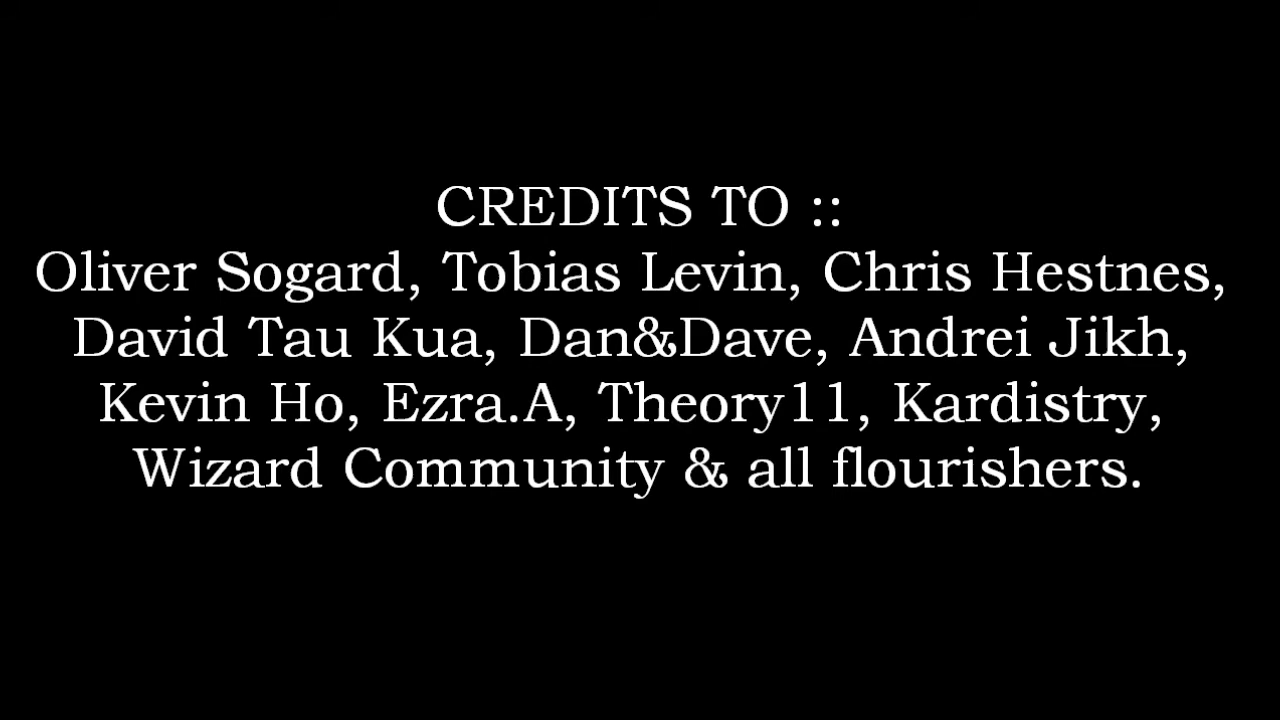 CREDITS TO ::
Oliver Sogard, Tobias Levin, Chris Hestnes,
David Tau Kua, Dan&Dave, Andrei Jikh,
Kevin Ho, Ezra.A, Theory11, Kardistry,
Wizard Community & all flourishers.